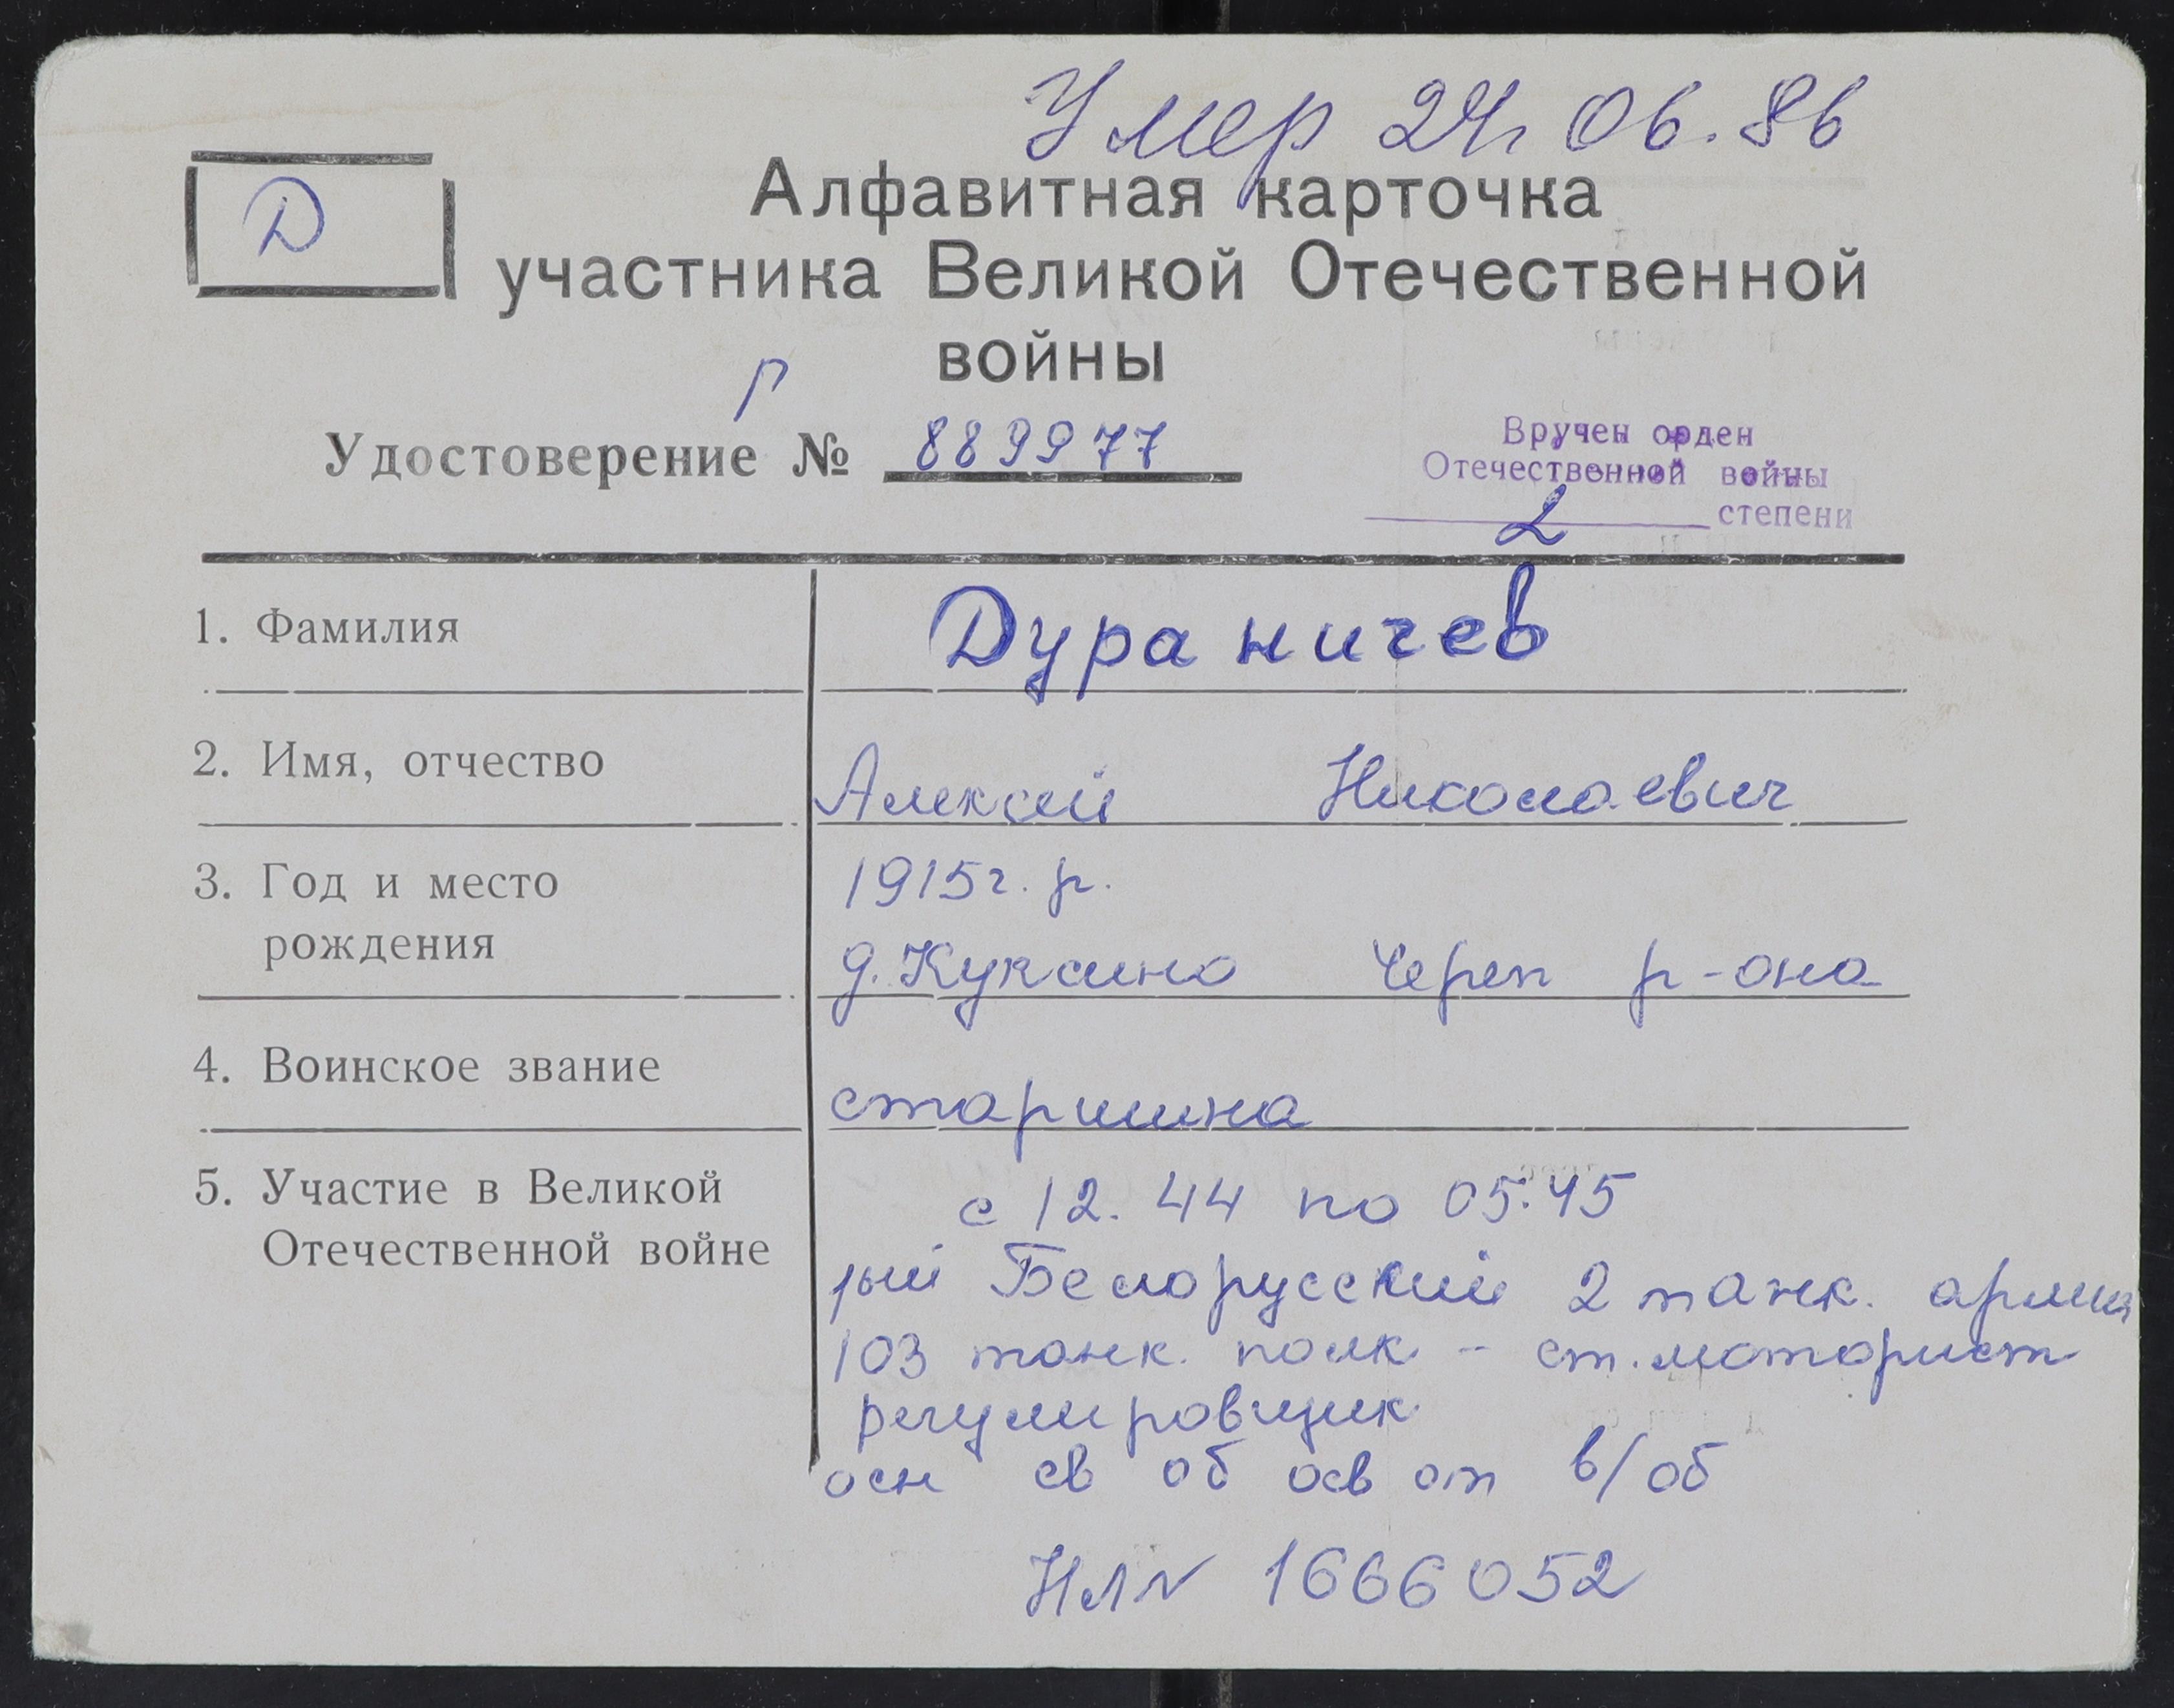 Умер 24 06.86
Д
Алфавитная карточка
участника Великой Отечественной
войны
Р
Удостоверение № 889977
Вручен орден
Отечественной войны
2 степени
1. Фамилия
Дураничев
2. Имя, отчество
Алексей Николаевич
3. Год и место
рождения
1915г. р.
д. Куксино Череп р-она
4. Воинское звание
старшина
5. Участие в Великой
Отечественной войне
с 12. 44 по 05.45
1ый Белорусский 2 танк. армия
103 танк. полк - ст. моторист
регулировщик
осн св об осв от в/об
1666052